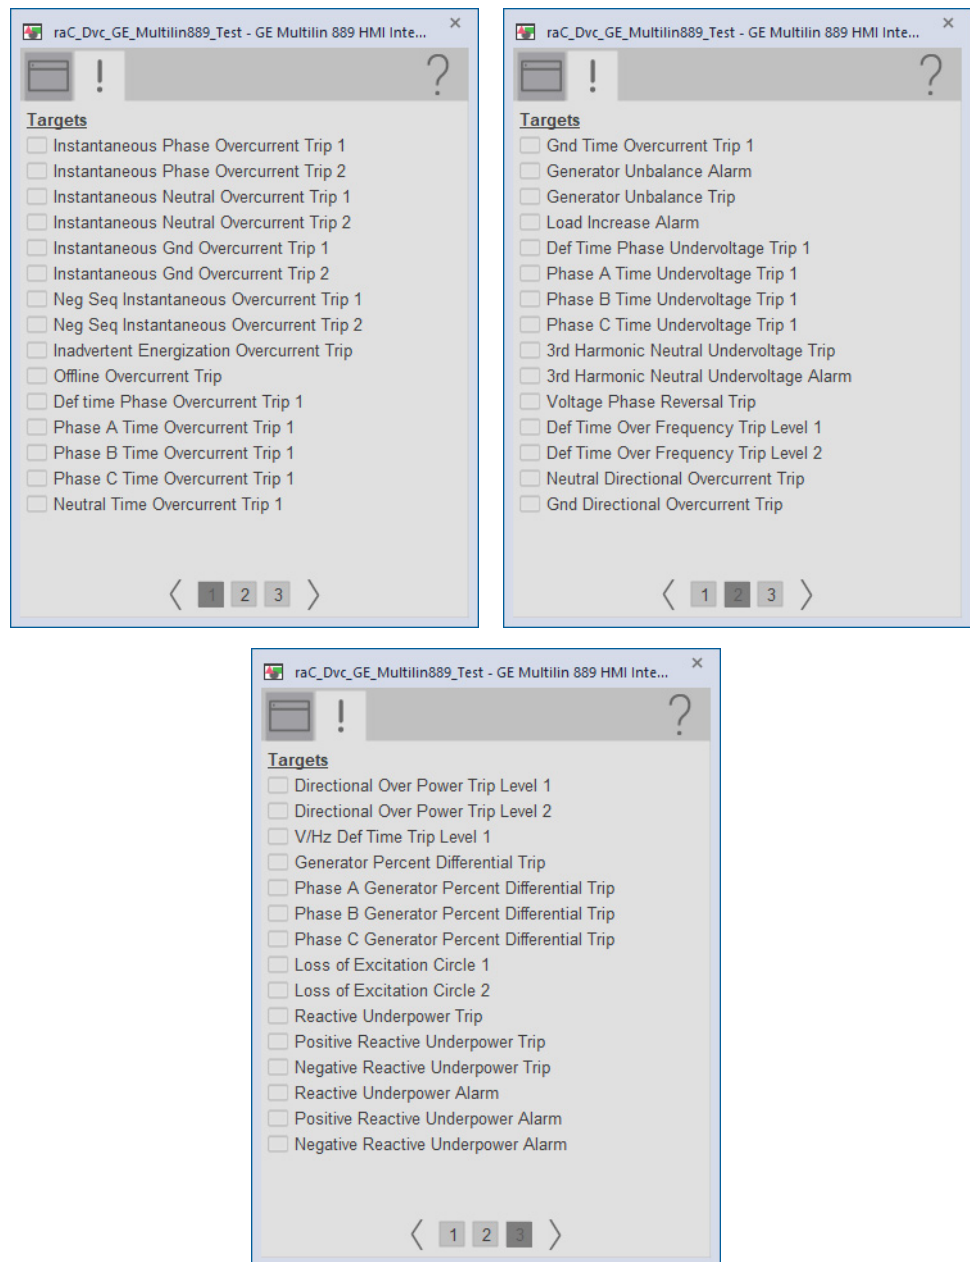 raC_Dvc_GE_Multilin889_Test - GE Multilin 889 HMI Inte...
Targets
Instantaneous Phase Overcurrent Trip 1
Instantaneous Phase Overcurrent Trip 2
Instantaneous Neutral Overcurrent Trip 1
Instantaneous Neutral Overcurrent Trip 2
Instantaneous Gnd Overcurrent Trip 1
Instantaneous Gnd Overcurrent Trip 2
Neg Seq Instantaneous Overcurrent Trip 1
Neg Seq Instantaneous Overcurrent Trip 2
Inadvertent Energization Overcurrent Trip
Offline Overcurrent Trip
Def time Phase Overcurrent Trip 1
Phase A Time Overcurrent Trip 1
Phase B Time Overcurrent Trip 1
Phase C Time Overcurrent Trip 1
Neutral Time Overcurrent Trip 1
1 2 3
raC_Dvc_GE_Multilin889_Test - GE Multilin 889 HMI Inte...
Targets
Gnd Time Overcurrent Trip 1
Generator Unbalance Alarm
Generator Unbalance Trip
Load Increase Alarm
Def Time Phase Undervoltage Trip 1
Phase A Time Undervoltage Trip 1
Phase B Time Undervoltage Trip 1
Phase C Time Undervoltage Trip 1
3rd Harmonic Neutral Undervoltage Trip
3rd Harmonic Neutral Undervoltage Alarm
Voltage Phase Reversal Trip
Def Time Over Frequency Trip Level 1
Def Time Over Frequency Trip Level 2
Neutral Directional Overcurrent Trip
Gnd Directional Overcurrent Trip
1 2 3
raC_Dvc_GE_Multilin889_Test - GE Multilin 889 HMI Inte...
Targets
Directional Over Power Trip Level 1
Directional Over Power Trip Level 2
V/Hz Def Time Trip Level 1
Generator Percent Differential Trip
Phase A Generator Percent Differential Trip
Phase B Generator Percent Differential Trip
Phase C Generator Percent Differential Trip
Loss of Excitation Circle 1
Loss of Excitation Circle 2
Reactive Underpower Trip
Positive Reactive Underpower Trip
Negative Reactive Underpower Trip
Reactive Underpower Alarm
Positive Reactive Underpower Alarm
Negative Reactive Underpower Alarm
1 2 3